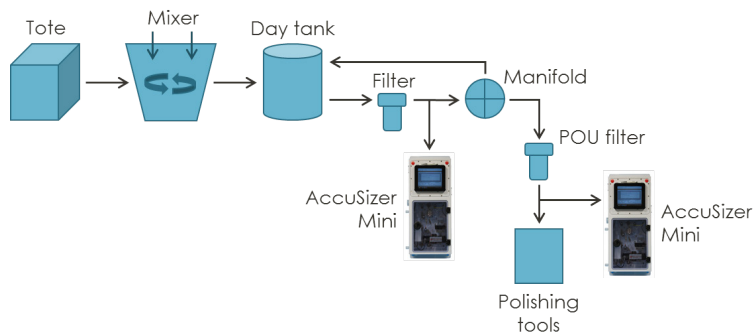 Tote
Mixer
Day tank
Filter
Manifold
POU filter
AccuSizer
Mini
AccuSizer
Mini
Polishing
tools